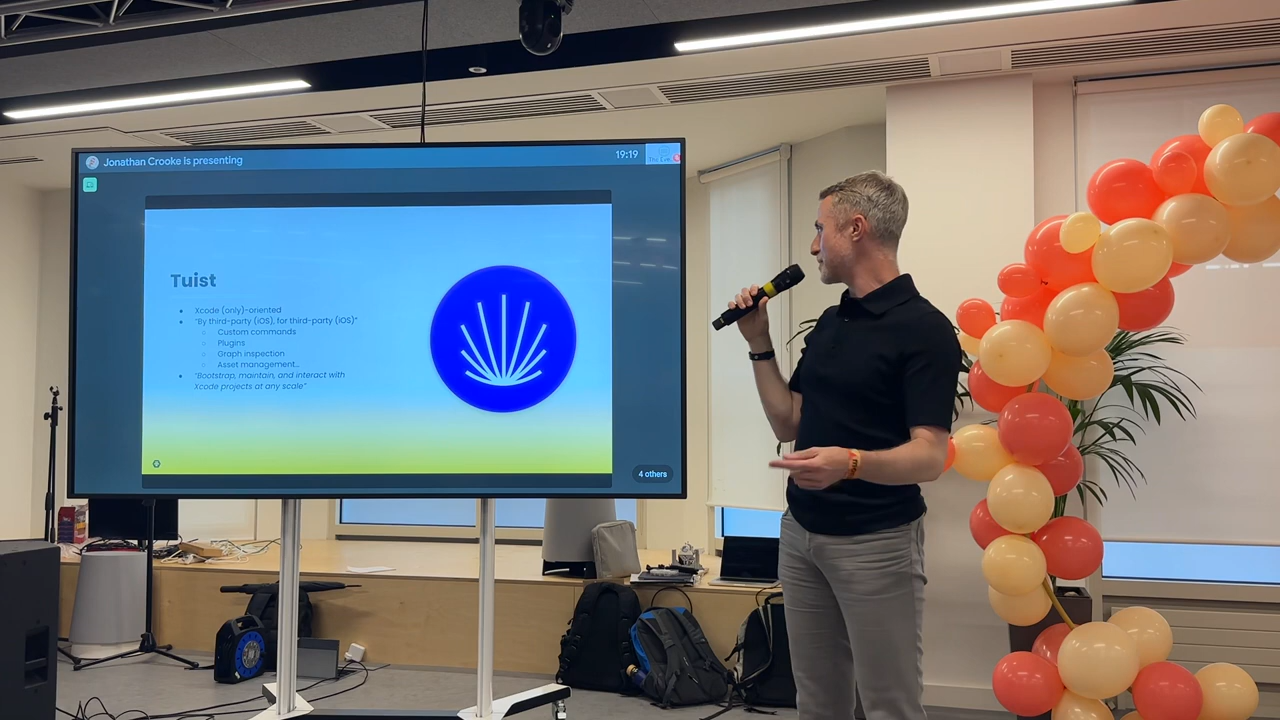 Jonathan Crooke is presenting
19:19
Tuist
Xcode (only)-oriented
"By third-party (iOS), for third-party (iOS)"
Custom commands
Plugins
Graph inspection
Asset management...
"Bootstrap, maintain, and interact with
Xcode projects at any scale"
4 others